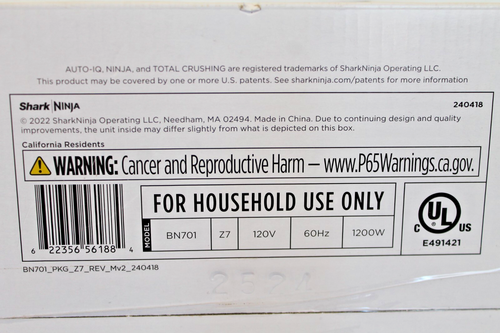 AUTO-IQ, NINJA, and TOTAL CRUSHING are registered trademarks of SharkNinja Operating LLC.
This product may be covered by one or more U.S. patents. See sharkninja.com/patents for more information
Shark | NINJA 240418
© 2022 SharkNinja Operating LLC, Needham, MA 02494. Made in China. Due to continuing design and quality
improvements, the unit inside may differ slightly from what is depicted on this box.
California Residents
WARNING: Cancer and Reproductive Harm — www.P65Warnings.ca.gov.
FOR HOUSEHOLD USE ONLY
MODEL BN701 Z7 120V 60Hz 1200W
C UL US
E491421
6 22356 56188 4
BN701_PKG_Z7_REV_Mv2_240418
2524